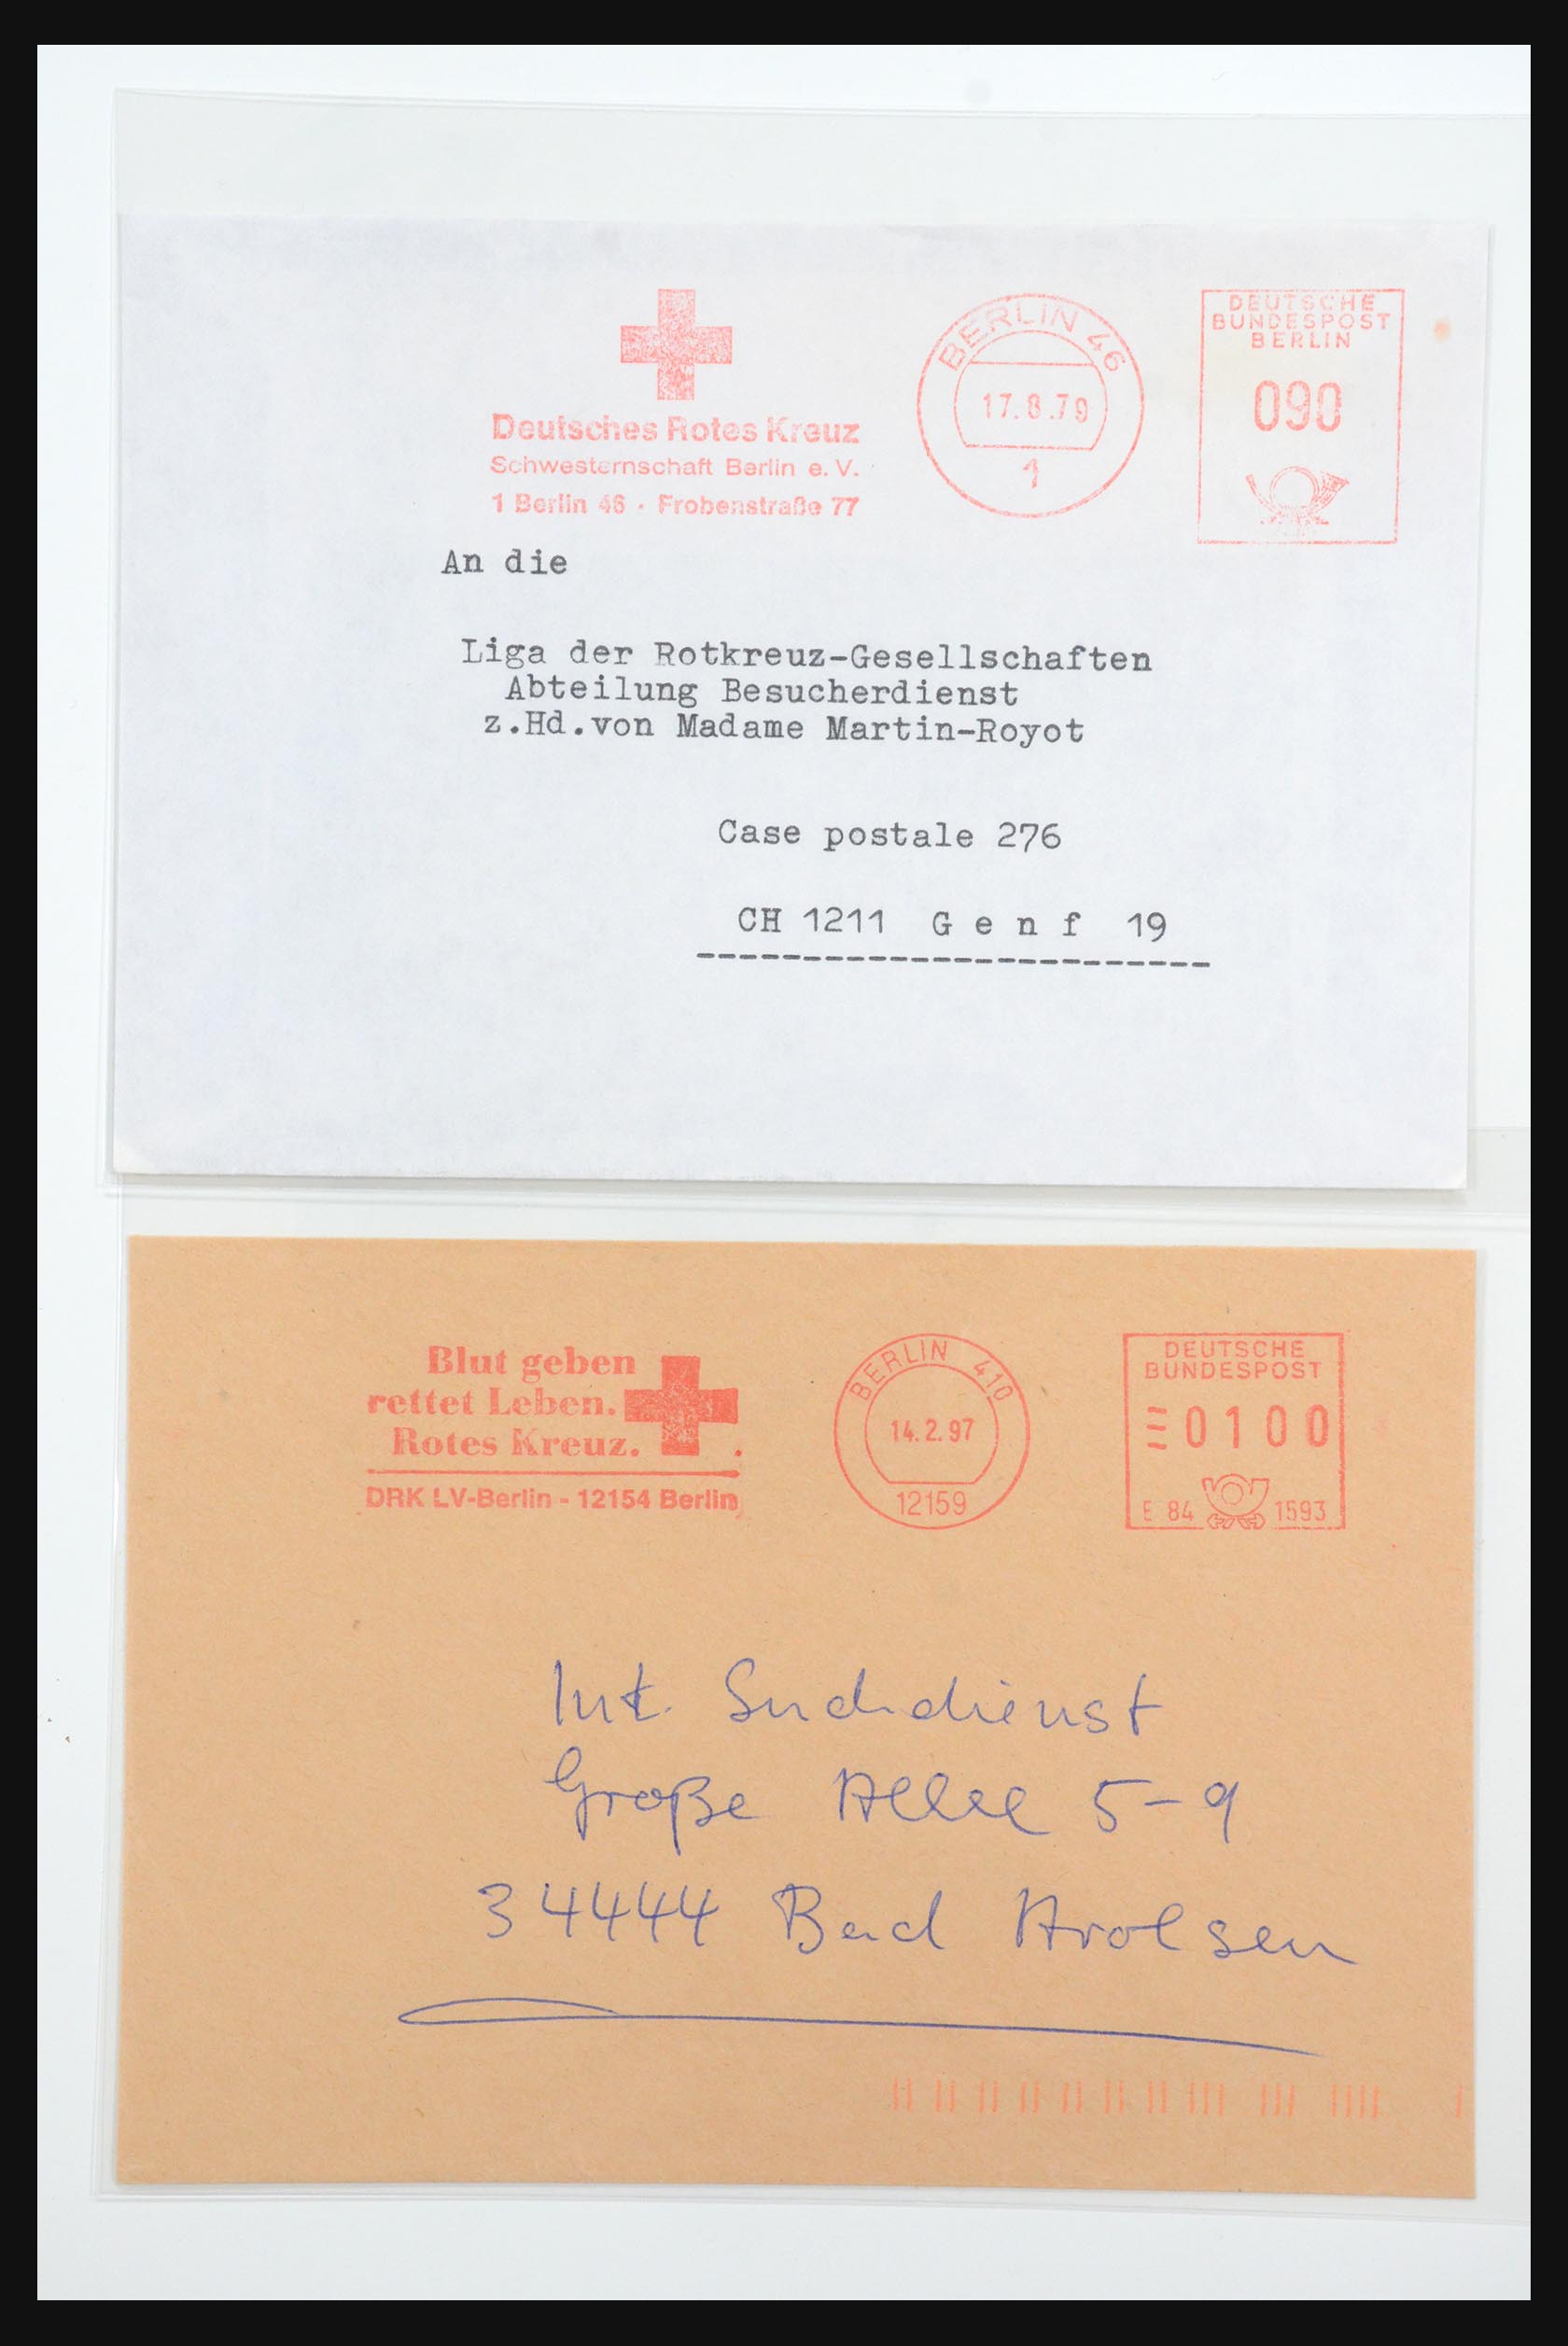 Deutsches Rotes Kreuz
Schwesternschaft Berlin e. V.
1 Berlin 46 · Frobenstraße 77
BERLIN 46
17.8.79
1
DEUTSCHE
BUNDESPOST
BERLIN
090
An die
Liga der Rotkreuz-Gesellschaften
Abteilung Besucherdienst
z.Hd.von Madame Martin-Royot
Case postale 276
CH 1211 G e n f 19
Blut geben
rettet Leben.
Rotes Kreuz.
DRK LV-Berlin - 12154 Berlin
BERLIN 410
14.2.97
12159
DEUTSCHE
BUNDESPOST
0100
E 84 1593
Int. Suchdienst
Große Allee 5-9
34444 Bad Arolsen